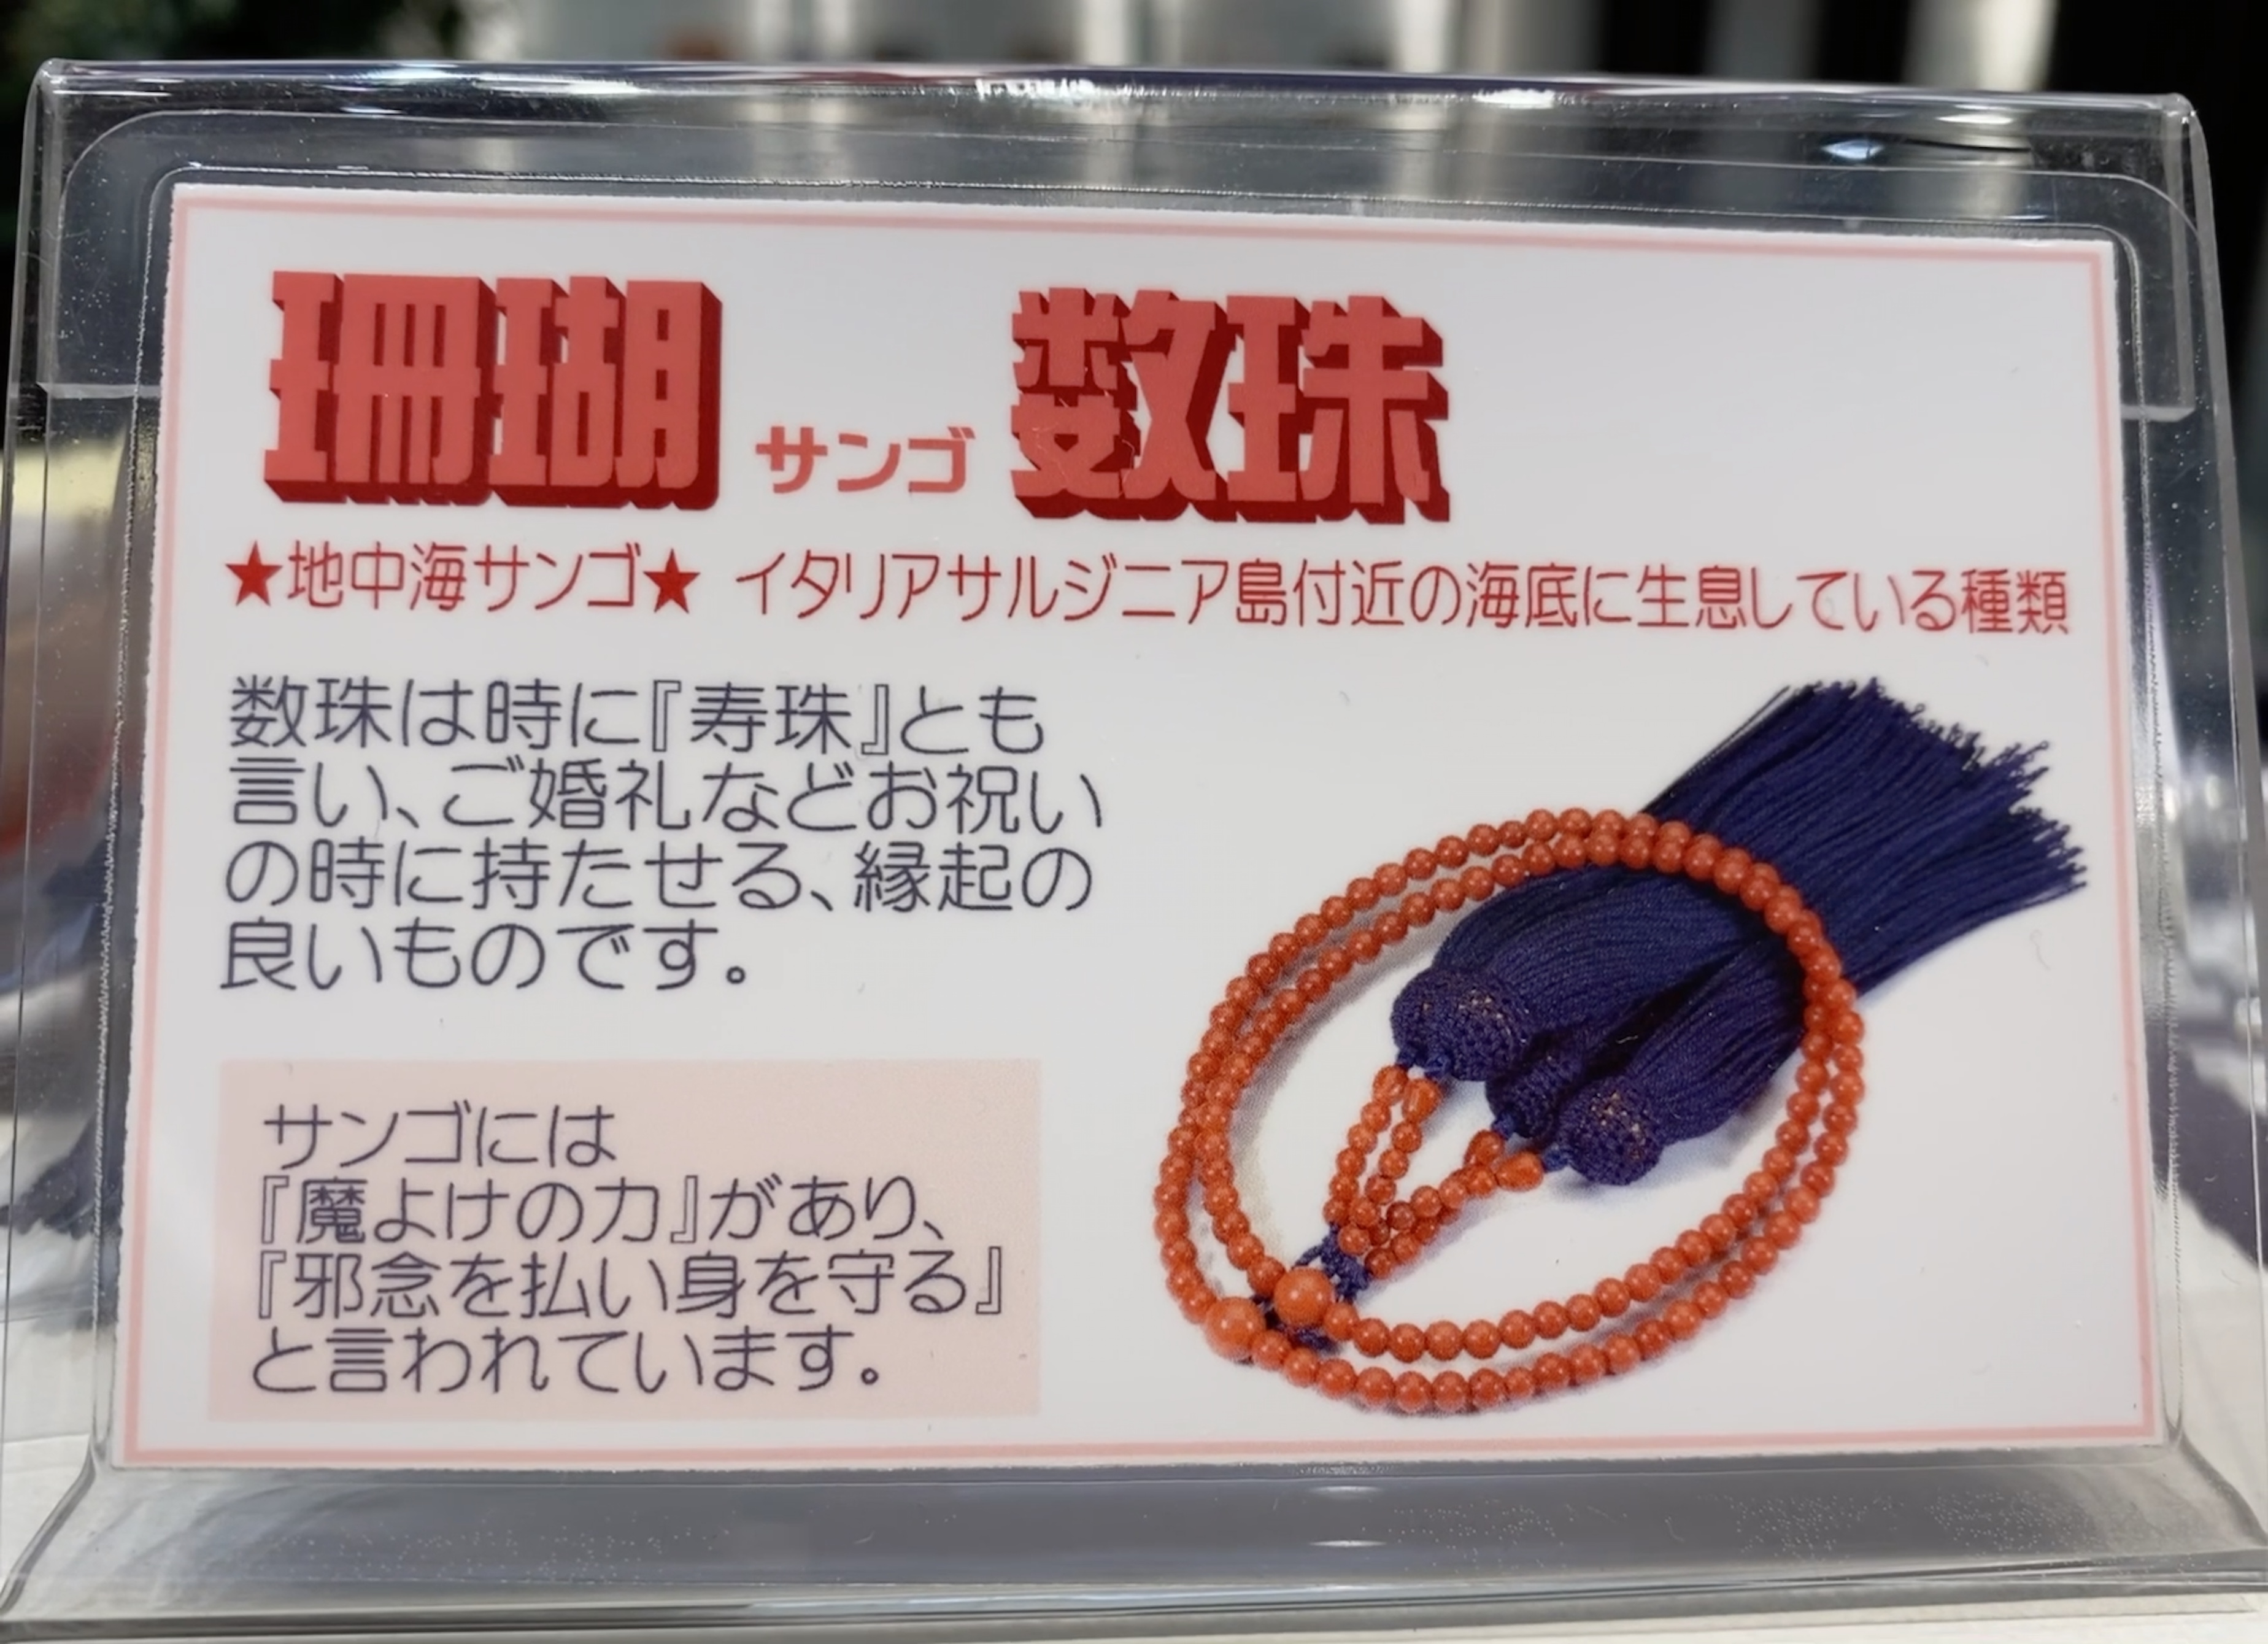 珊瑚 サンゴ 数珠
★地中海サンゴ★ イタリアサルジニア島付近の海底に生息している種類
数珠は時に『寿珠』とも
言い、ご婚礼などお祝い
の時に持たせる、縁起の
良いものです。
サンゴには
『魔よけの力』があり、
『邪念を払い身を守る』
と言われています。